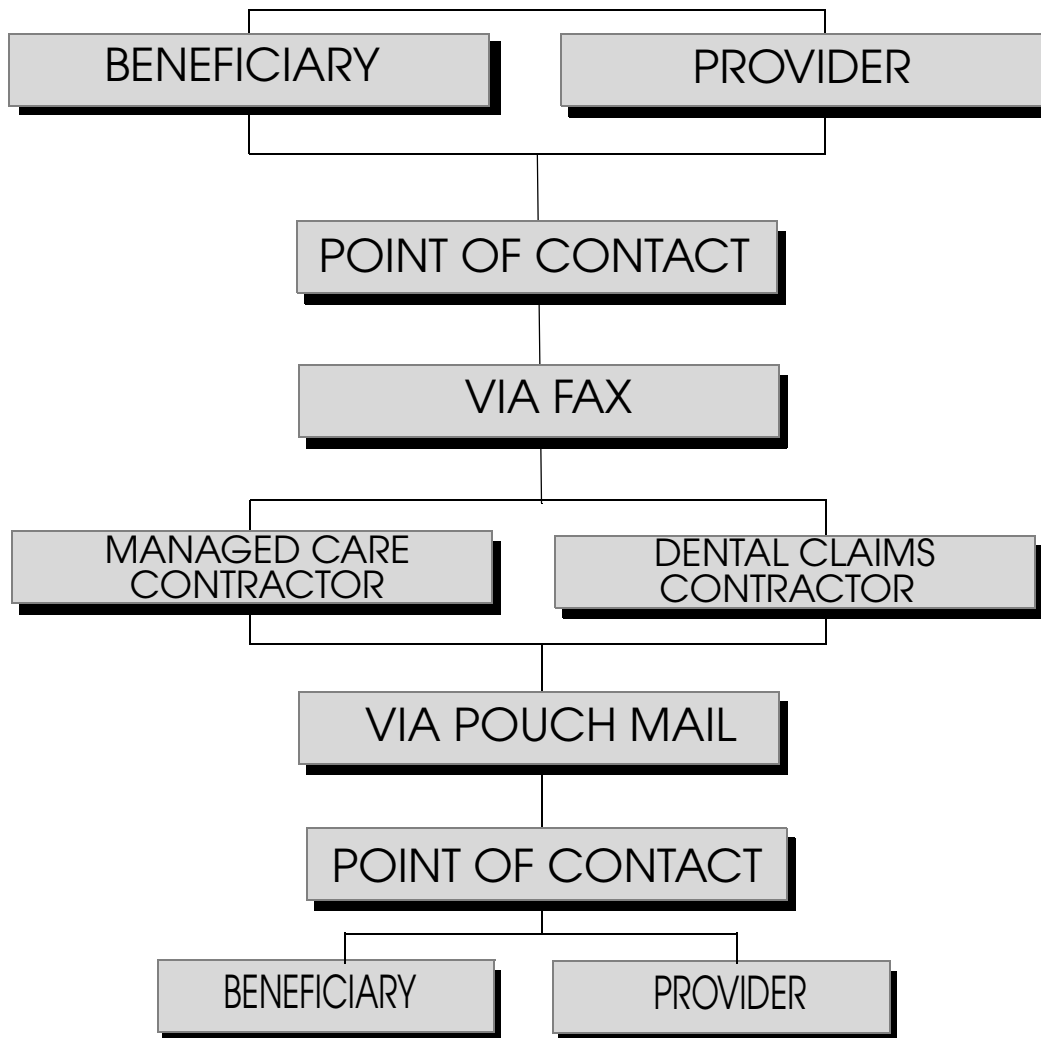 BENEFICIARY
PROVIDER
POINT OF CONTACT
VIA FAX
MANAGED CARE
CONTRACTOR
DENTAL CLAIMS
CONTRACTOR
VIA POUCH MAIL
POINT OF CONTACT
BENEFICIARY
PROVIDER